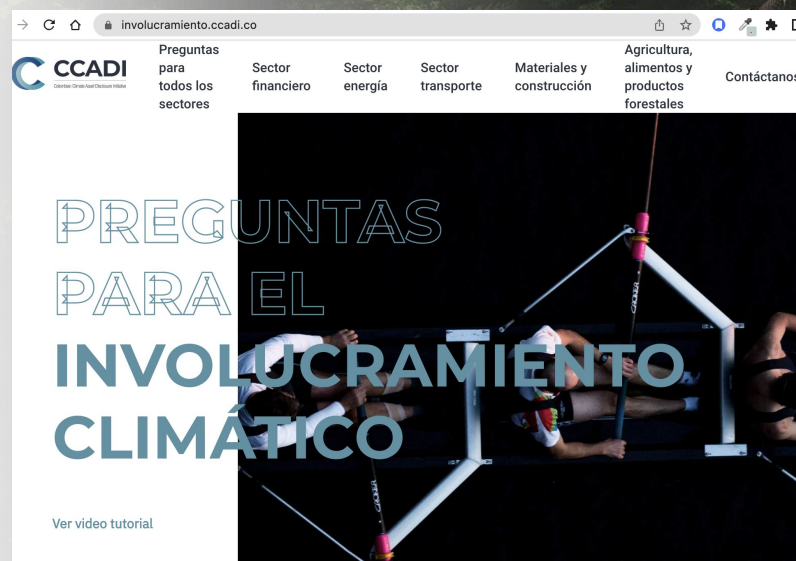 involucramiento.ccadi.co
CCADI
Colombian Climate Asset Disclosure Initiative
Preguntas
para
todos los
sectores
Sector
financiero
Sector
energía
Sector
transporte
Materiales y
construcción
Agricultura,
alimentos y
productos
forestales
Contáctanos
PREGUNTAS
PARA EL
INVOLUCRAMIENTO
CLIMÁTICO
Ver video tutorial
CROKER
CROKER